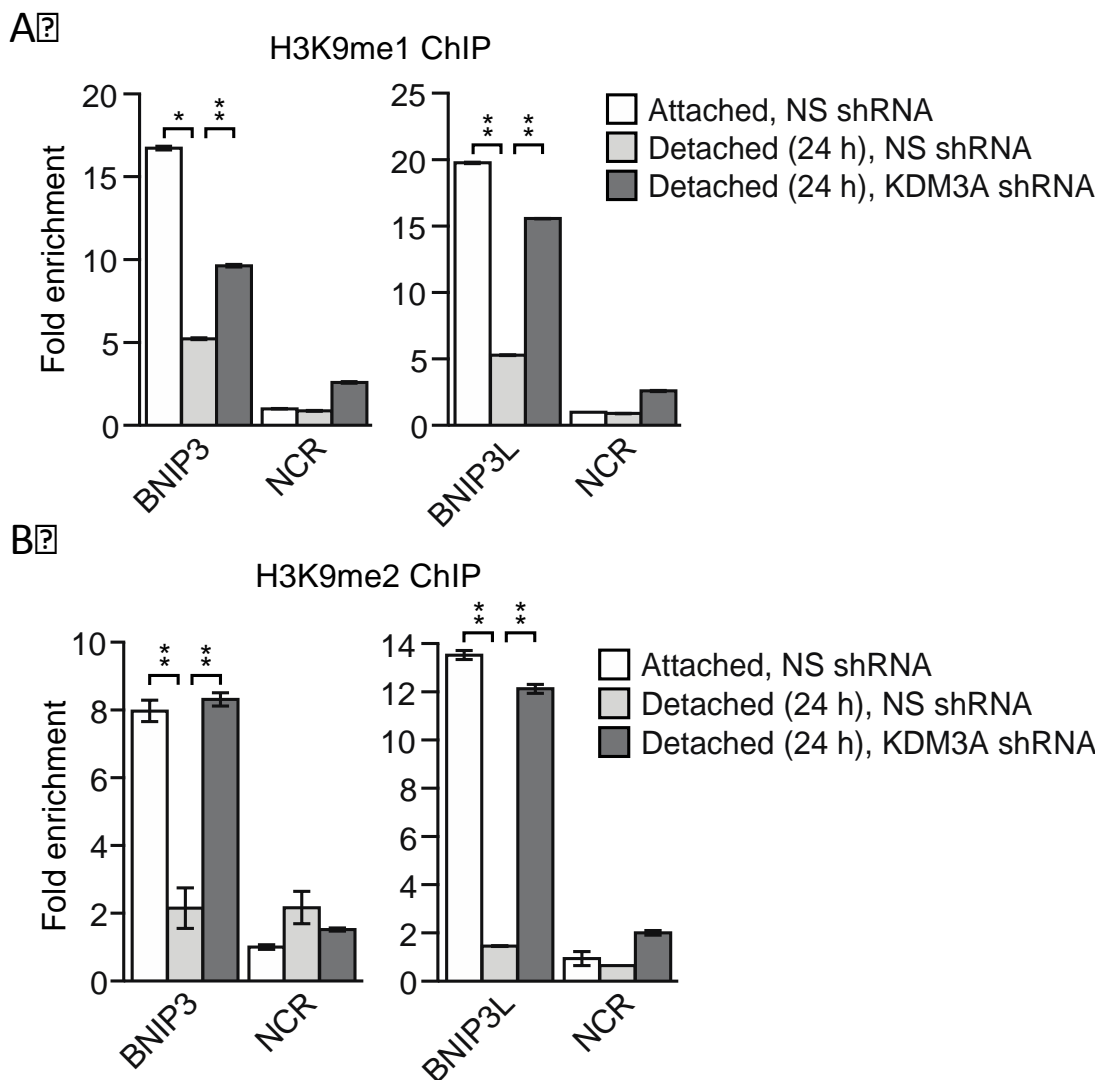 A
H3K9me1 ChIP
Fold enrichment
20
15
10
5
0
*
**
BNIP3
NCR
25
20
15
10
5
0
**
**
BNIP3L
NCR
Attached, NS shRNA
Detached (24 h), NS shRNA
Detached (24 h), KDM3A shRNA
B
H3K9me2 ChIP
Fold enrichment
10
8
6
4
2
0
**
**
BNIP3
NCR
14
12
10
8
6
4
2
0
**
**
BNIP3L
NCR
Attached, NS shRNA
Detached (24 h), NS shRNA
Detached (24 h), KDM3A shRNA